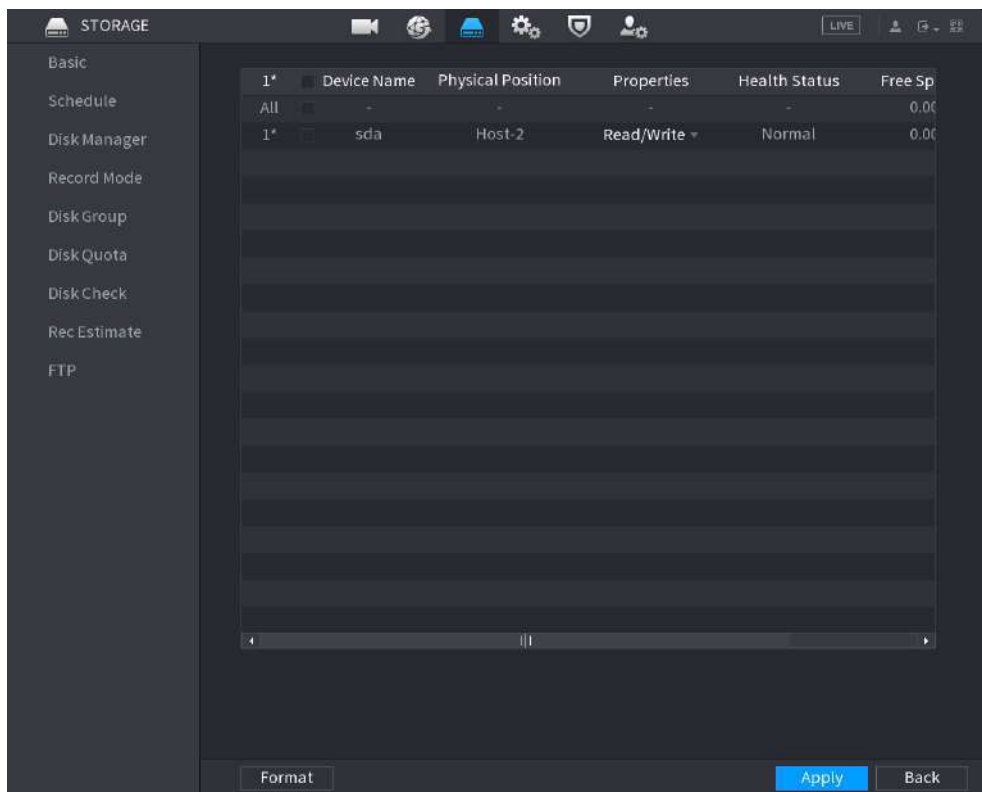 STORAGE LIVE
Basic
Schedule
Disk Manager
Record Mode
Disk Group
Disk Quota
Disk Check
Rec Estimate
FTP
1* Device Name Physical Position Properties Health Status Free Sp
All - - - - 0.00
1* sda Host-2 Read/Write Normal 0.00
Format Apply Back